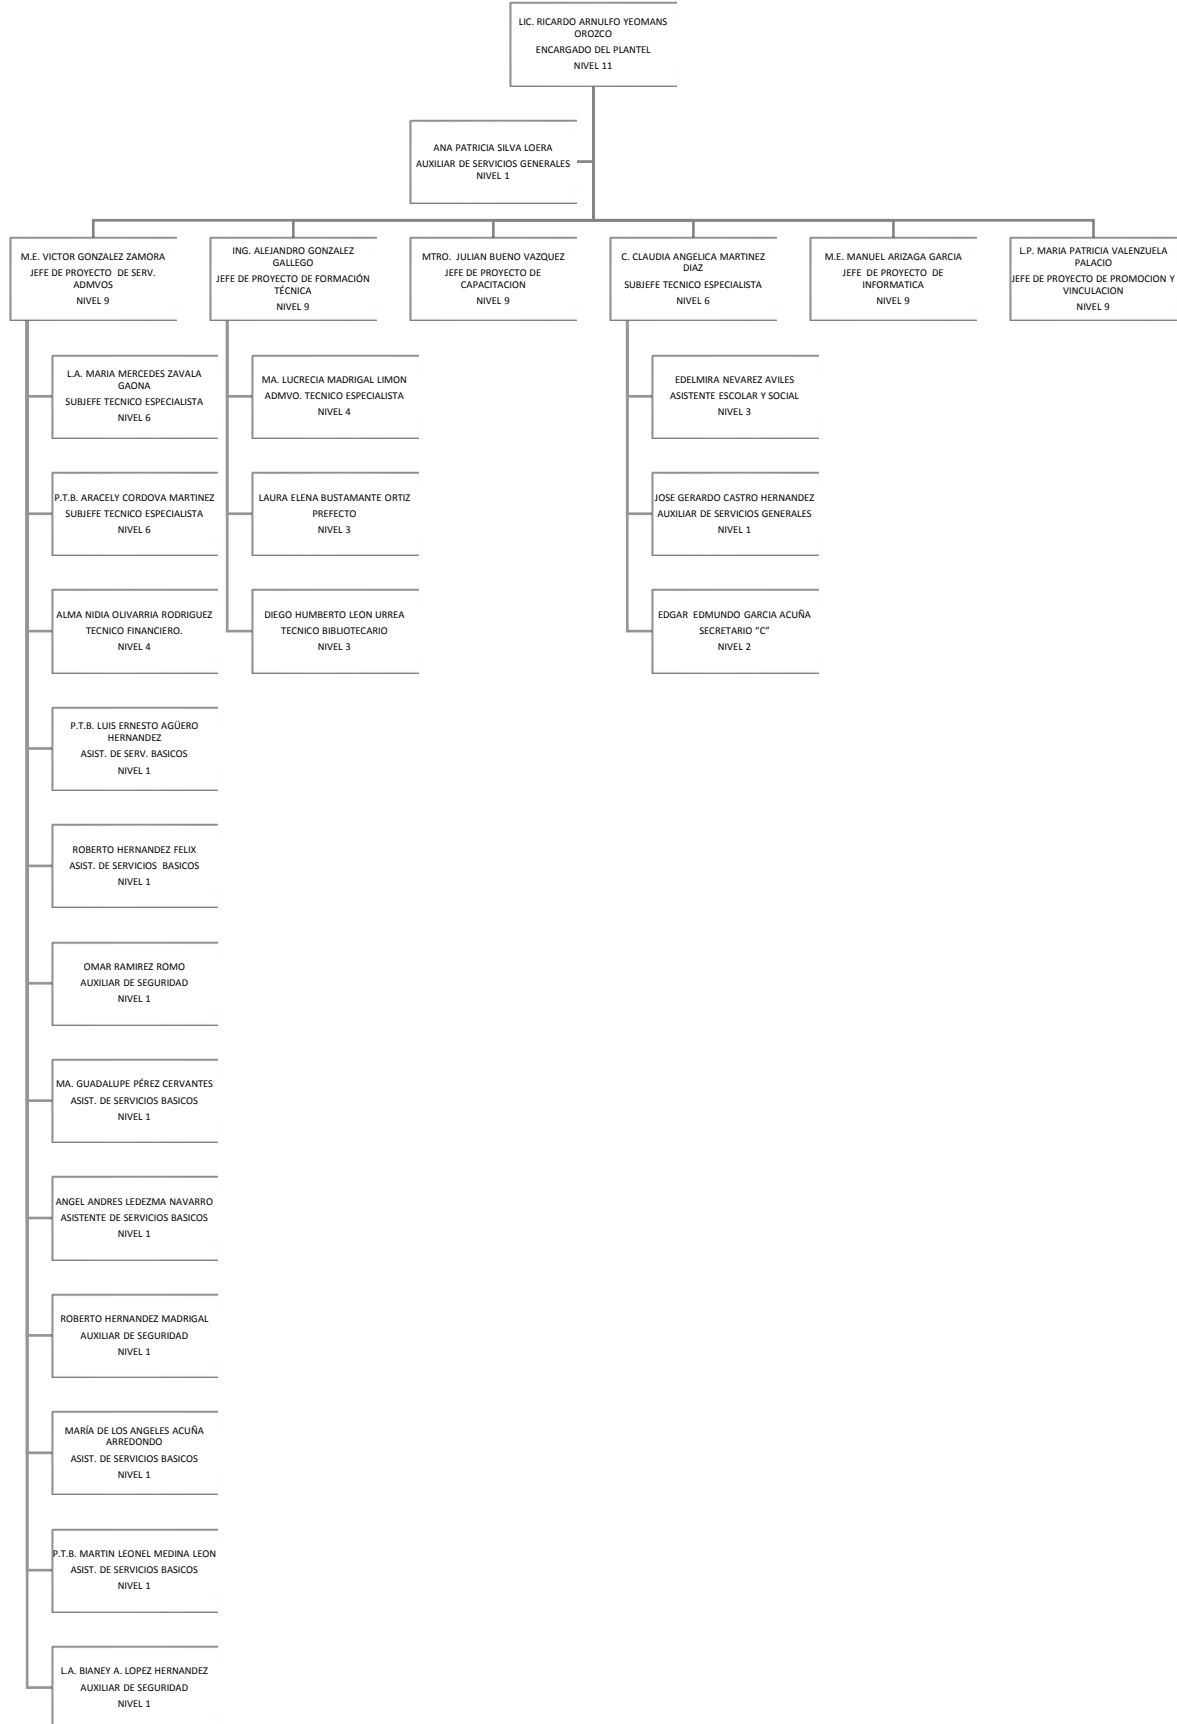 LIC. RICARDO ARNULFO YEOMANS
OROZCO
ENCARGADO DEL PLANTEL
NIVEL 11
ANA PATRICIA SILVA LOERA
AUXILIAR DE SERVICIOS GENERALES
NIVEL 1
M.E. VICTOR GONZALEZ ZAMORA
JEFE DE PROYECTO DE SERV.
ADMVOS
NIVEL 9
ING. ALEJANDRO GONZALEZ
GALLEGO
JEFE DE PROYECTO DE FORMACIÓN
TÉCNICA
NIVEL 9
MTRO. JULIAN BUENO VAZQUEZ
JEFE DE PROYECTO DE
CAPACITACION
NIVEL 9
C. CLAUDIA ANGELICA MARTINEZ
DIAZ
SUBJEFE TECNICO ESPECIALISTA
NIVEL 6
M.E. MANUEL ARIZAGA GARCIA
JEFE DE PROYECTO DE
INFORMATICA
NIVEL 9
L.P. MARIA PATRICIA VALENZUELA
PALACIO
JEFE DE PROYECTO DE PROMOCION Y
VINCULACION
NIVEL 9
L.A. MARIA MERCEDES ZAVALA
GAONA
SUBJEFE TECNICO ESPECIALISTA
NIVEL 6
P.T.B. ARACELY CORDOVA MARTINEZ
SUBJEFE TECNICO ESPECIALISTA
NIVEL 6
ALMA NIDIA OLIVARRIA RODRIGUEZ
TECNICO FINANCIERO.
NIVEL 4
P.T.B. LUIS ERNESTO AGÜERO
HERNANDEZ
ASIST. DE SERV. BASICOS
NIVEL 1
ROBERTO HERNANDEZ FELIX
ASIST. DE SERVICIOS BASICOS
NIVEL 1
OMAR RAMIREZ ROMO
AUXILIAR DE SEGURIDAD
NIVEL 1
MA. GUADALUPE PÉREZ CERVANTES
ASIST. DE SERVICIOS BASICOS
NIVEL 1
ANGEL ANDRES LEDEZMA NAVARRO
ASISTENTE DE SERVICIOS BASICOS
NIVEL 1
ROBERTO HERNANDEZ MADRIGAL
AUXILIAR DE SEGURIDAD
NIVEL 1
MARÍA DE LOS ANGELES ACUÑA
ARREDONDO
ASIST. DE SERVICIOS BASICOS
NIVEL 1
P.T.B. MARTIN LEONEL MEDINA LEON
ASIST. DE SERVICIOS BASICOS
NIVEL 1
L.A. BIANEY A. LOPEZ HERNANDEZ
AUXILIAR DE SEGURIDAD
NIVEL 1
MA. LUCRECIA MADRIGAL LIMON
ADMVO. TECNICO ESPECIALISTA
NIVEL 4
LAURA ELENA BUSTAMANTE ORTIZ
PREFECTO
NIVEL 3
DIEGO HUMBERTO LEON URREA
TECNICO BIBLIOTECARIO
NIVEL 3
EDELMIRA NEVAREZ AVILES
ASISTENTE ESCOLAR Y SOCIAL
NIVEL 3
JOSE GERARDO CASTRO HERNANDEZ
AUXILIAR DE SERVICIOS GENERALES
NIVEL 1
EDGAR EDMUNDO GARCIA ACUÑA
SECRETARIO “C”
NIVEL 2